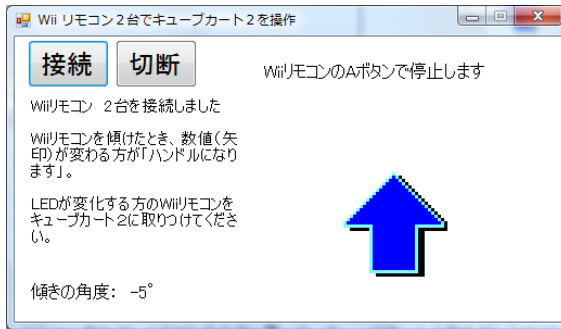 Wii リモコン２台でキューブカート２を操作
接続 切断
WiiリモコンのAボタンで停止します
Wiiリモコン 2台を接続しました
Wiiリモコンを傾けたとき、数値(矢
印)が変わる方が「ハンドルになり
ます」。
LEDが変化する方のWiiリモコンを
キューブカート2に取りつけてくださ
い。
傾きの角度： -5°